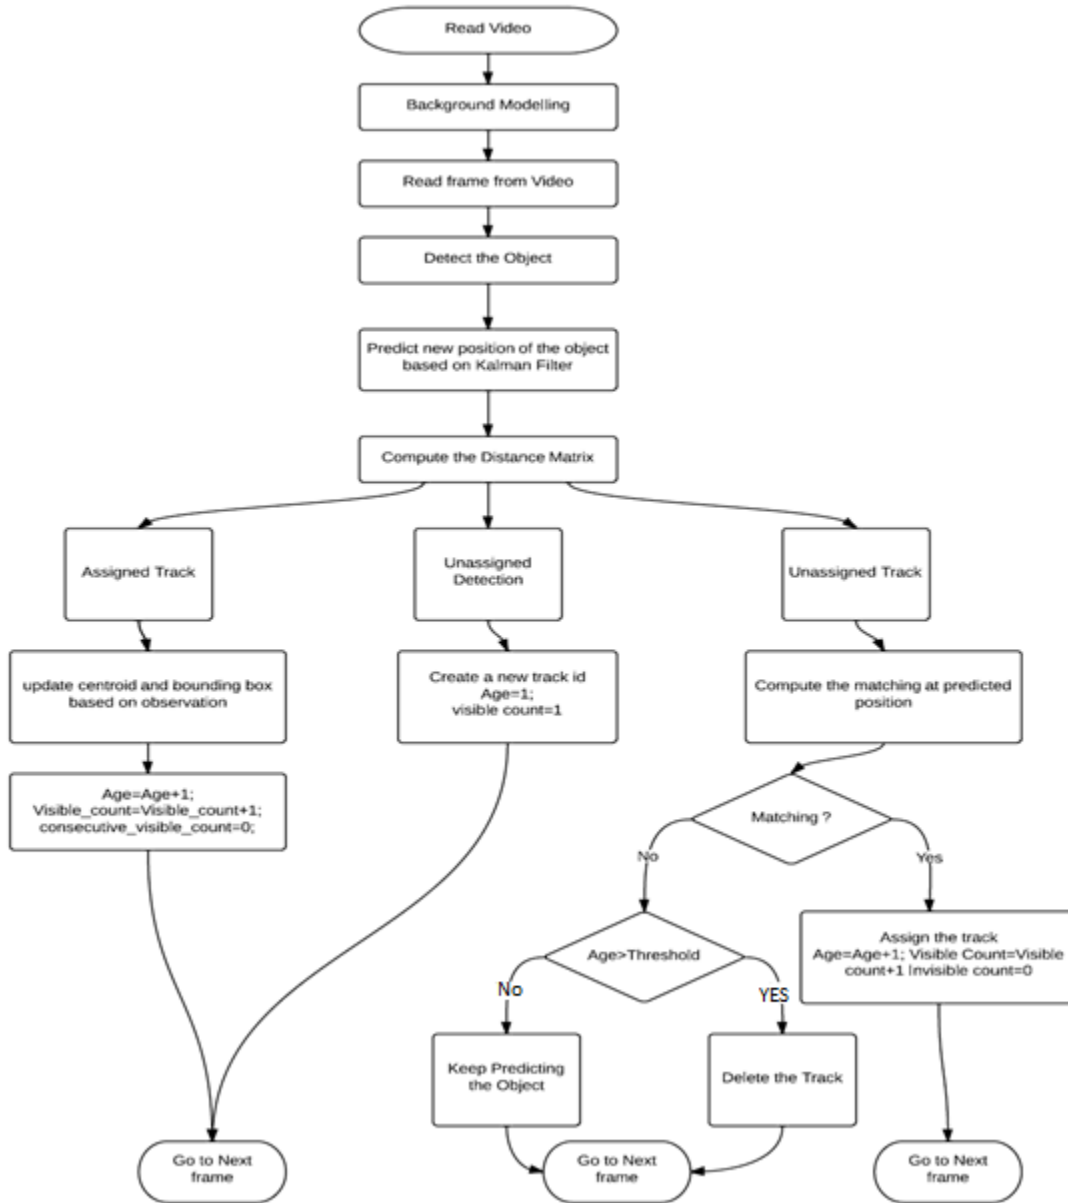 Read Video
Background Modelling
Read frame from Video
Detect the Object
Predict new position of the object
based on Kalman Filter
Compute the Distance Matrix
Assigned Track
Unassigned
Detection
Unassigned Track
update centroid and bounding box
based on observation
Create a new track id
Age=1;
visible count=1
Compute the matching at predicted
position
Age=Age+1;
Visible_count=Visible_count+1;
consecutive_visible_count=0;
Matching ?
No
Yes
Age>Threshold
Assign the track
Age=Age+1; Visible Count=Visible
count+1 Invisible count=0
No
YES
Keep Predicting
the Object
Delete the Track
Go to Next
frame
Go to Next
frame
Go to Next
frame